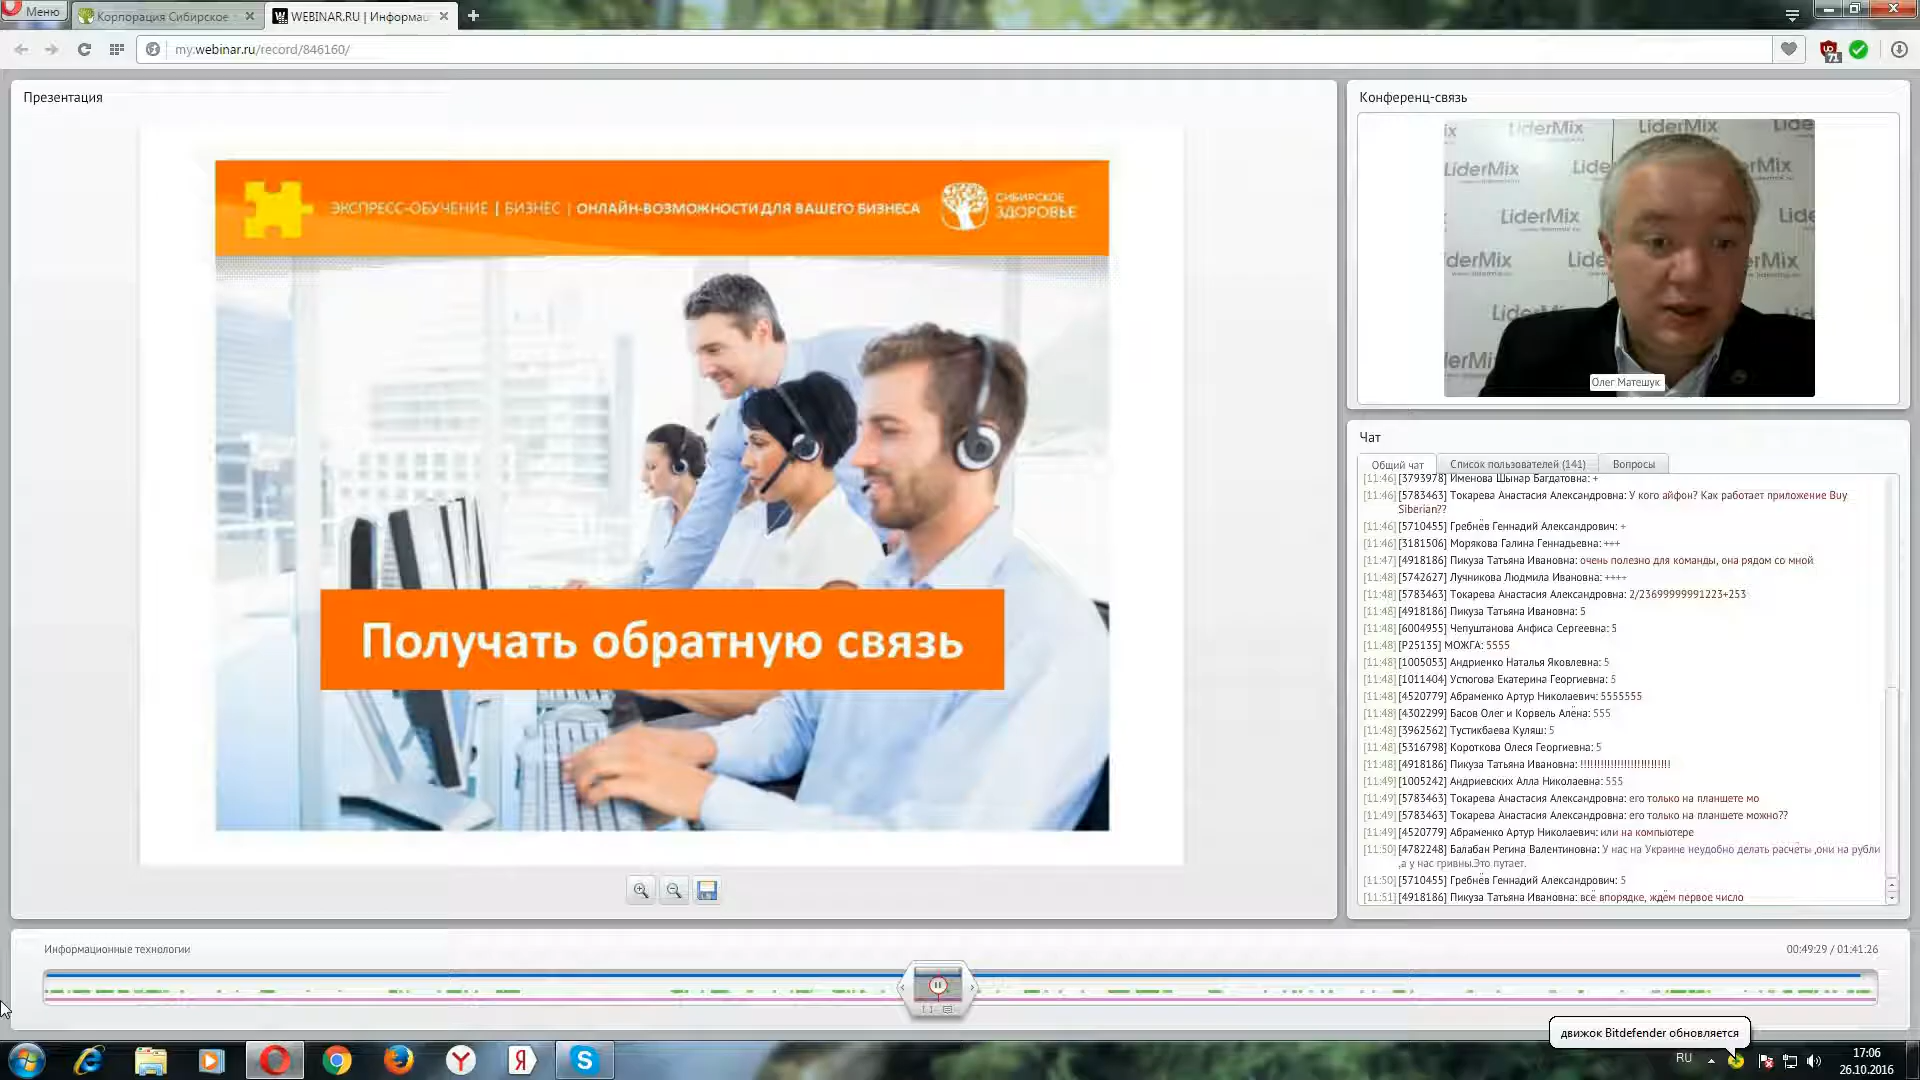 Меню
Корпорация Сибирское
WEBINAR.RU | Информац
my.webinar.ru/record/846160/
71
Презентация
ЭКСПРЕСС-ОБУЧЕНИЕ | БИЗНЕС | ОНЛАЙН-ВОЗМОЖНОСТИ ДЛЯ ВАШЕГО БИЗНЕСА
СИБИРСКОЕ
ЗДОРОВЬЕ
Получать обратную связь
Конференц-связь
LiderMix
Олег Матешук
Чат
Общий чат
Список пользователей (141)
Вопросы
[11:46] [3793978] Именова Шынар Багдатовна: +
[11:46] [5783463] Токарева Анастасия Александровна: У кого айфон? Как работает приложение Buy
Siberian??
[11:46] [5710455] Гребнёв Геннадий Александрович: +
[11:46] [3181506] Морякова Галина Геннадьевна: +++
[11:47] [4918186] Пикуза Татьяна Ивановна: очень полезно для команды, она рядом со мной
[11:48] [5742627] Лучникова Людмила Ивановна: ++++
[11:48] [5783463] Токарева Анастасия Александровна: 2/23699999991223+253
[11:48] [4918186] Пикуза Татьяна Ивановна: 5
[11:48] [6004955] Чепуштанова Анфиса Сергеевна: 5
[11:48] [P25135] МОЖГА: 5555
[11:48] [1005053] Андриенко Наталья Яковлевна: 5
[11:48] [1011404] Устюгова Екатерина Георгиевна: 5
[11:48] [4520779] Абраменко Артур Николаевич: 5555555
[11:48] [4302299] Басов Олег и Корвель Алёна: 555
[11:48] [3962562] Тустикбаева Куляш: 5
[11:48] [5316798] Короткова Олеся Георгиевна: 5
[11:48] [4918186] Пикуза Татьяна Ивановна: !!!!!!!!!!!!!!!!!!!!!!!!!!!
[11:49] [1005242] Андриевских Алла Николаевна: 555
[11:49] [5783463] Токарева Анастасия Александровна: его только на планшете мо
[11:49] [5783463] Токарева Анастасия Александровна: его только на планшете можно??
[11:49] [4520779] Абраменко Артур Николаевич: или на компьютере
[11:50] [4782248] Балабан Регина Валентиновна: У нас на Украине неудобно делать расчёты ,они на рубли
,а у нас гривны.Это путает.
[11:50] [5710455] Гребнёв Геннадий Александрович: 5
[11:51] [4918186] Пикуза Татьяна Ивановна: всё впорядке, ждём первое число
Информационные технологии
00:49:29 / 01:41:26
движок Bitdefender обновляется
RU
17:06
26.10.2016